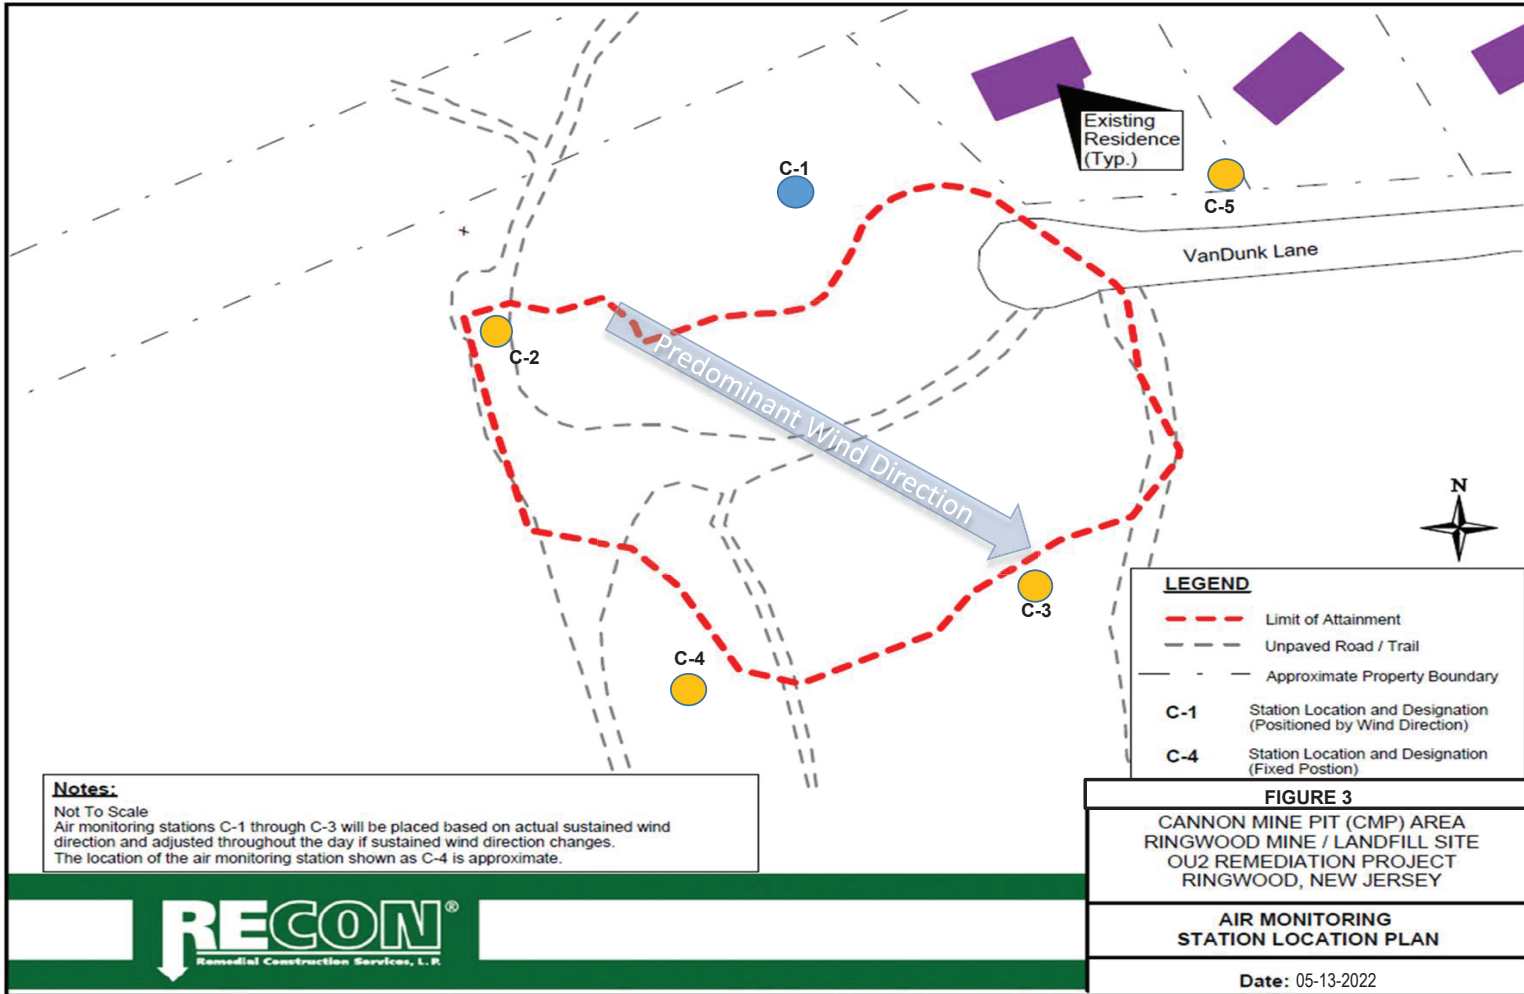 C-1
Existing
Residence
(Typ.)
C-5
VanDunk Lane
C-2
Predominant Wind Direction
N
C-3
C-4
LEGEND
Limit of Attainment
Unpaved Road / Trail
Approximate Property Boundary
C-1 Station Location and Designation
(Positioned by Wind Direction)
C-4 Station Location and Designation
(Fixed Postion)
Notes:
Not To Scale
Air monitoring stations C-1 through C-3 will be placed based on actual sustained wind
direction and adjusted throughout the day if sustained wind direction changes.
The location of the air monitoring station shown as C-4 is approximate.
FIGURE 3
CANNON MINE PIT (CMP) AREA
RINGWOOD MINE / LANDFILL SITE
OU2 REMEDIATION PROJECT
RINGWOOD, NEW JERSEY
AIR MONITORING
STATION LOCATION PLAN
Date: 05-13-2022
RECON®
Remedial Construction Services, L.P.